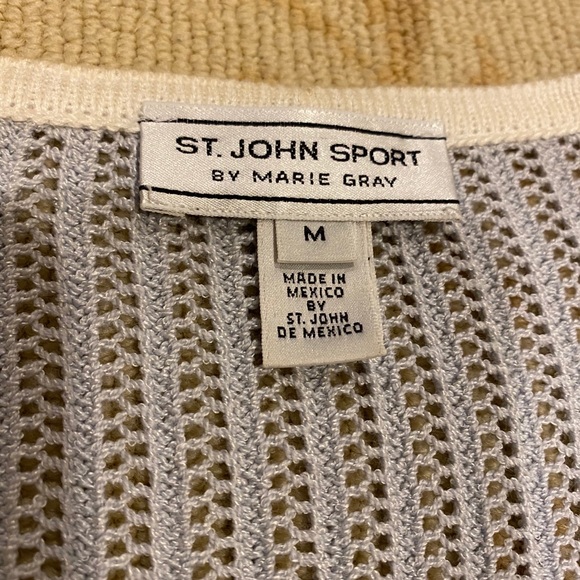 ST. JOHN SPORT
BY MARIE GRAY
M
MADE IN
MEXICO
BY
ST. JOHN
DE MEXICO